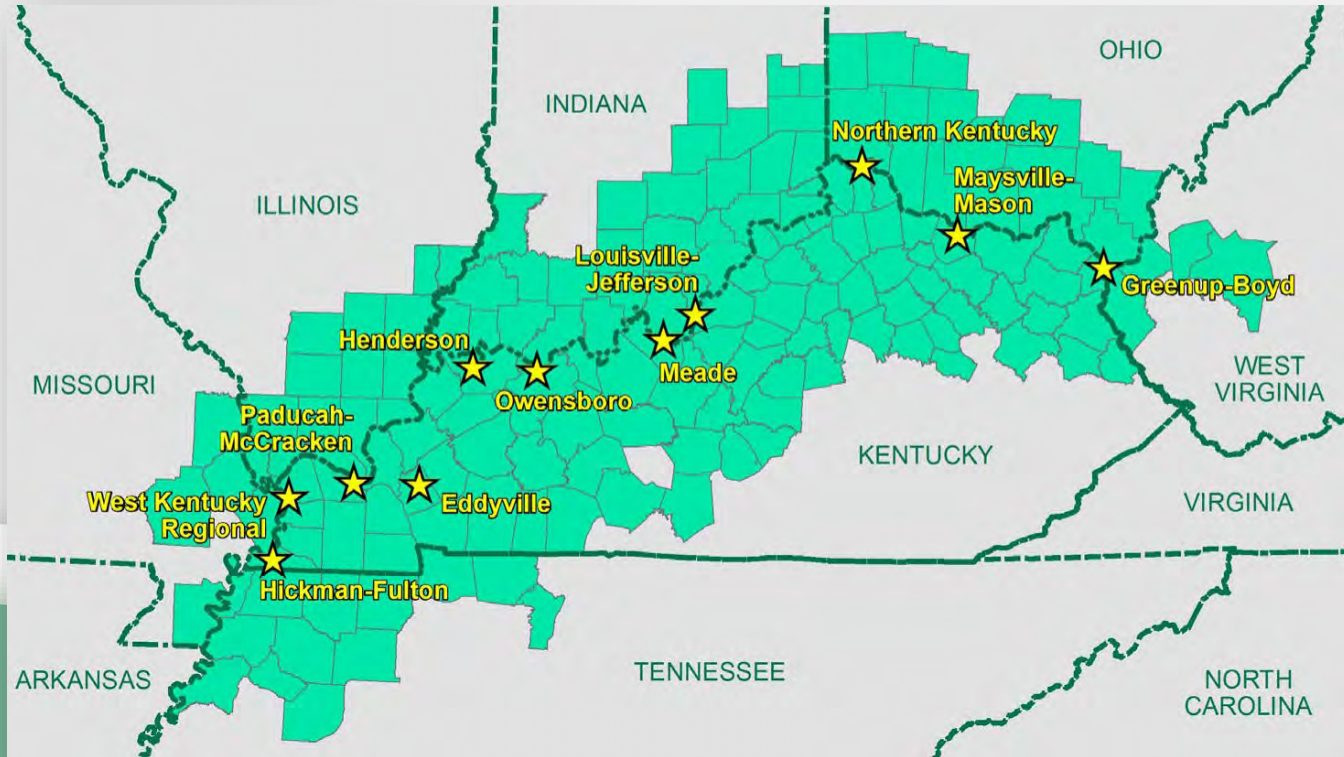 OHIO
INDIANA
Northern Kentucky
Maysville-
Mason
ILLINOIS
Louisville-
Jefferson
Greenup-Boyd
Henderson
Meade
WEST
VIRGINIA
MISSOURI
Owensboro
Paducah-
McCracken
KENTUCKY
West Kentucky
Regional
Eddyville
VIRGINIA
Hickman-Fulton
ARKANSAS
TENNESSEE
NORTH
CAROLINA